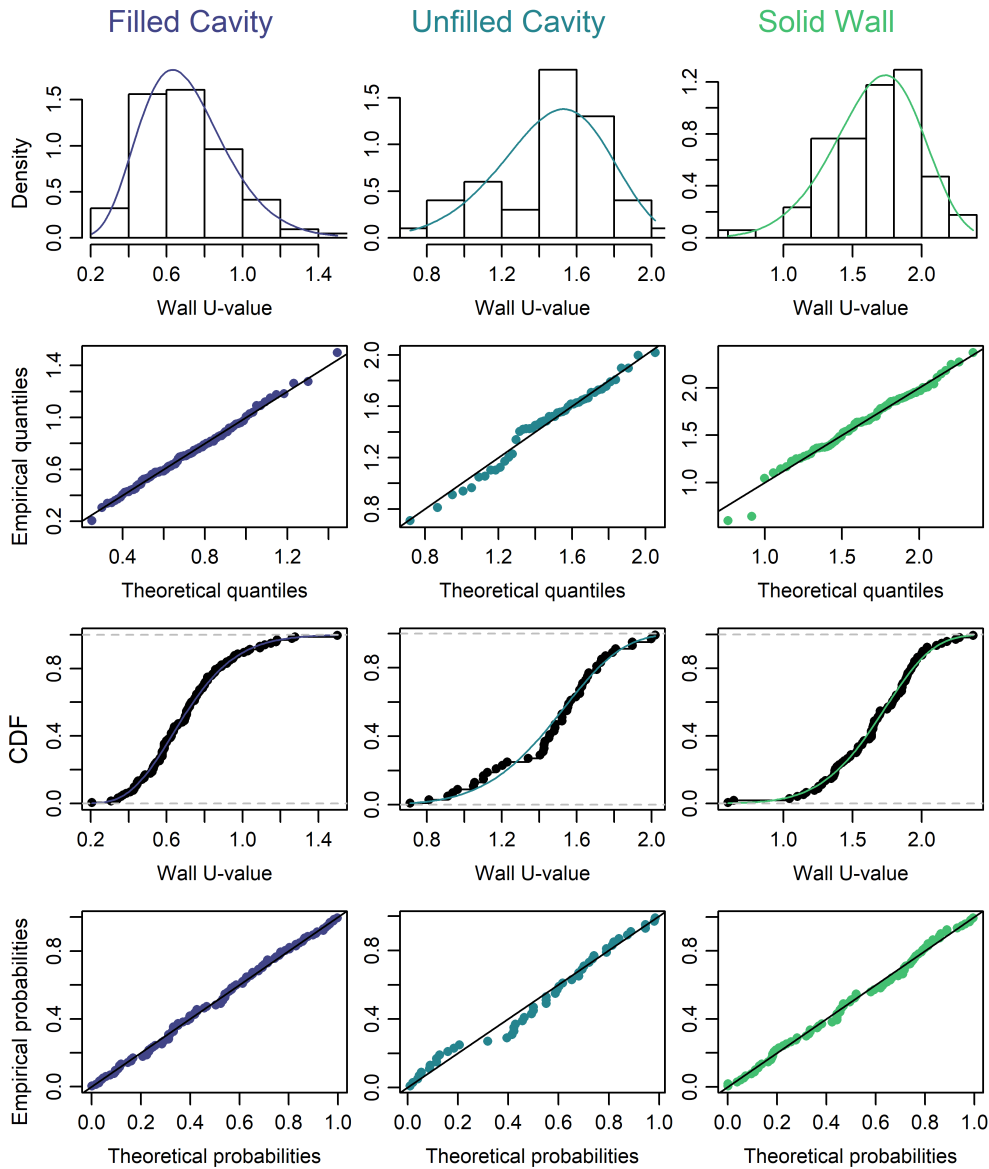 Filled Cavity Unfilled Cavity Solid Wall
Density
0.0 0.5 1.0 1.5
0.2 0.6 1.0 1.4
Wall U-value
0.0 0.5 1.0 1.5
0.8 1.2 1.6 2.0
Wall U-value
0.0 0.4 0.8 1.2
1.0 1.5 2.0
Wall U-value
Empirical quantiles
0.2 0.6 1.0 1.4
0.4 0.8 1.2
Theoretical quantiles
0.8 1.2 1.6 2.0
0.8 1.2 1.6 2.0
Theoretical quantiles
1.0 1.5 2.0
1.0 1.5 2.0
Theoretical quantiles
CDF
0.0 0.4 0.8
0.2 0.6 1.0 1.4
Wall U-value
0.0 0.4 0.8
0.8 1.2 1.6 2.0
Wall U-value
0.0 0.4 0.8
1.0 1.5 2.0
Wall U-value
Empirical probabilities
0.0 0.4 0.8
0.0 0.2 0.4 0.6 0.8 1.0
Theoretical probabilities
0.0 0.4 0.8
0.0 0.2 0.4 0.6 0.8 1.0
Theoretical probabilities
0.0 0.4 0.8
0.0 0.2 0.4 0.6 0.8 1.0
Theoretical probabilities